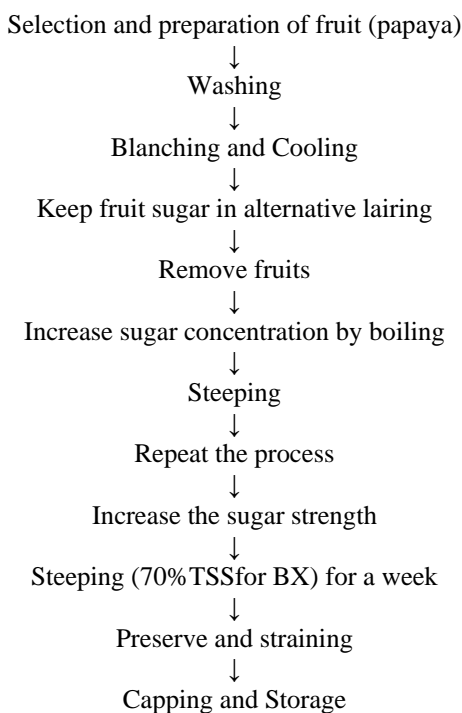 Selection and preparation of fruit (papaya)
↓
Washing
↓
Blanching and Cooling
↓
Keep fruit sugar in alternative lairing
↓
Remove fruits
↓
Increase sugar concentration by boiling
↓
Steeping
↓
Repeat the process
↓
Increase the sugar strength
↓
Steeping (70%TSSfor BX) for a week
↓
Preserve and straining
↓
Capping and Storage